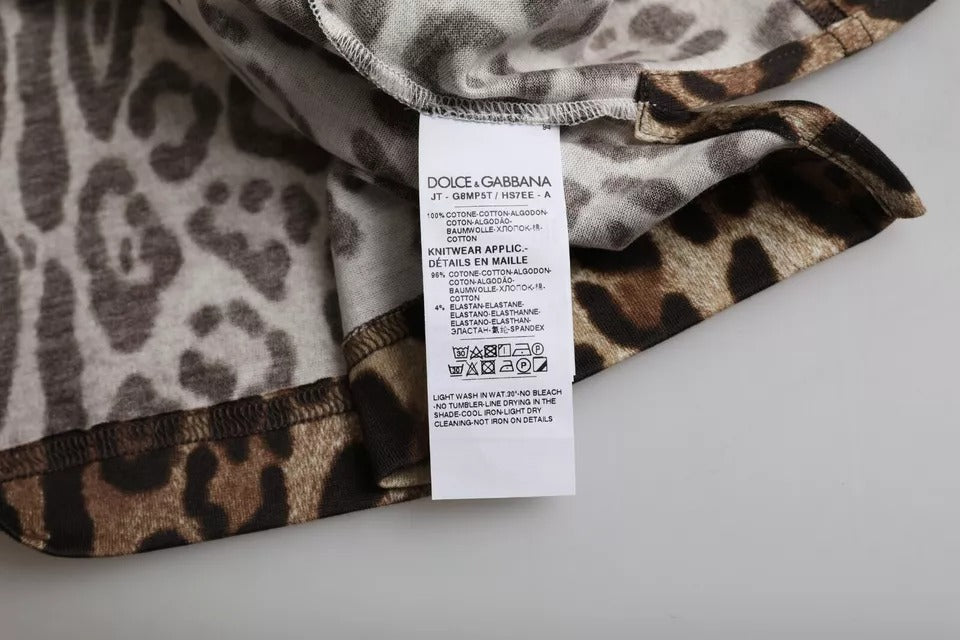 DOLCE & GABBANA
JT - G8MP5T / HS7EE - A
100% COTONE-COTTON-ALGODON-
COTON-ALGODÃO-
BAUMWOLLE-ХЛОПОК-棉-
COTTON
KNITWEAR APPLIC.-
DÉTAILS EN MAILLE
96% COTONE-COTTON-ALGODON-
COTON-ALGODÃO-
BAUMWOLLE-ХЛОПОК-棉-
COTTON
4% ELASTAN-ELASTANE-
ELASTANO-ELASTHANNE-
ELASTANO-ELASTHAN-
ЭЛАСТАН-氨纶-SPANDEX
LIGHT WASH IN WAT.30°-NO BLEACH
-NO TUMBLER-LINE DRYING IN THE
SHADE-COOL IRON-LIGHT DRY
CLEANING-NOT IRON ON DETAILS